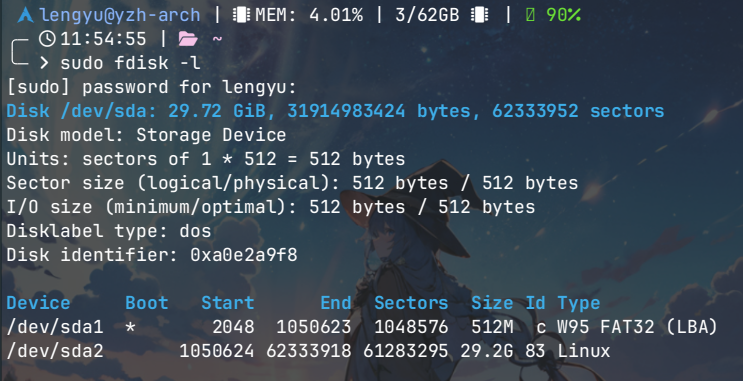 lengyu@yzh-arch | MEM: 4.01% | 3/62GB | 90%
11:54:55 | ~
> sudo fdisk -l
[sudo] password for lengyu:
Disk /dev/sda: 29.72 GiB, 31914983424 bytes, 62333952 sectors
Disk model: Storage Device
Units: sectors of 1 * 512 = 512 bytes
Sector size (logical/physical): 512 bytes / 512 bytes
I/O size (minimum/optimal): 512 bytes / 512 bytes
Disklabel type: dos
Disk identifier: 0xa0e2a9f8
Device Boot Start End Sectors Size Id Type
/dev/sda1 * 2048 1050623 1048576 512M c W95 FAT32 (LBA)
/dev/sda2 1050624 62333918 61283295 29.2G 83 Linux